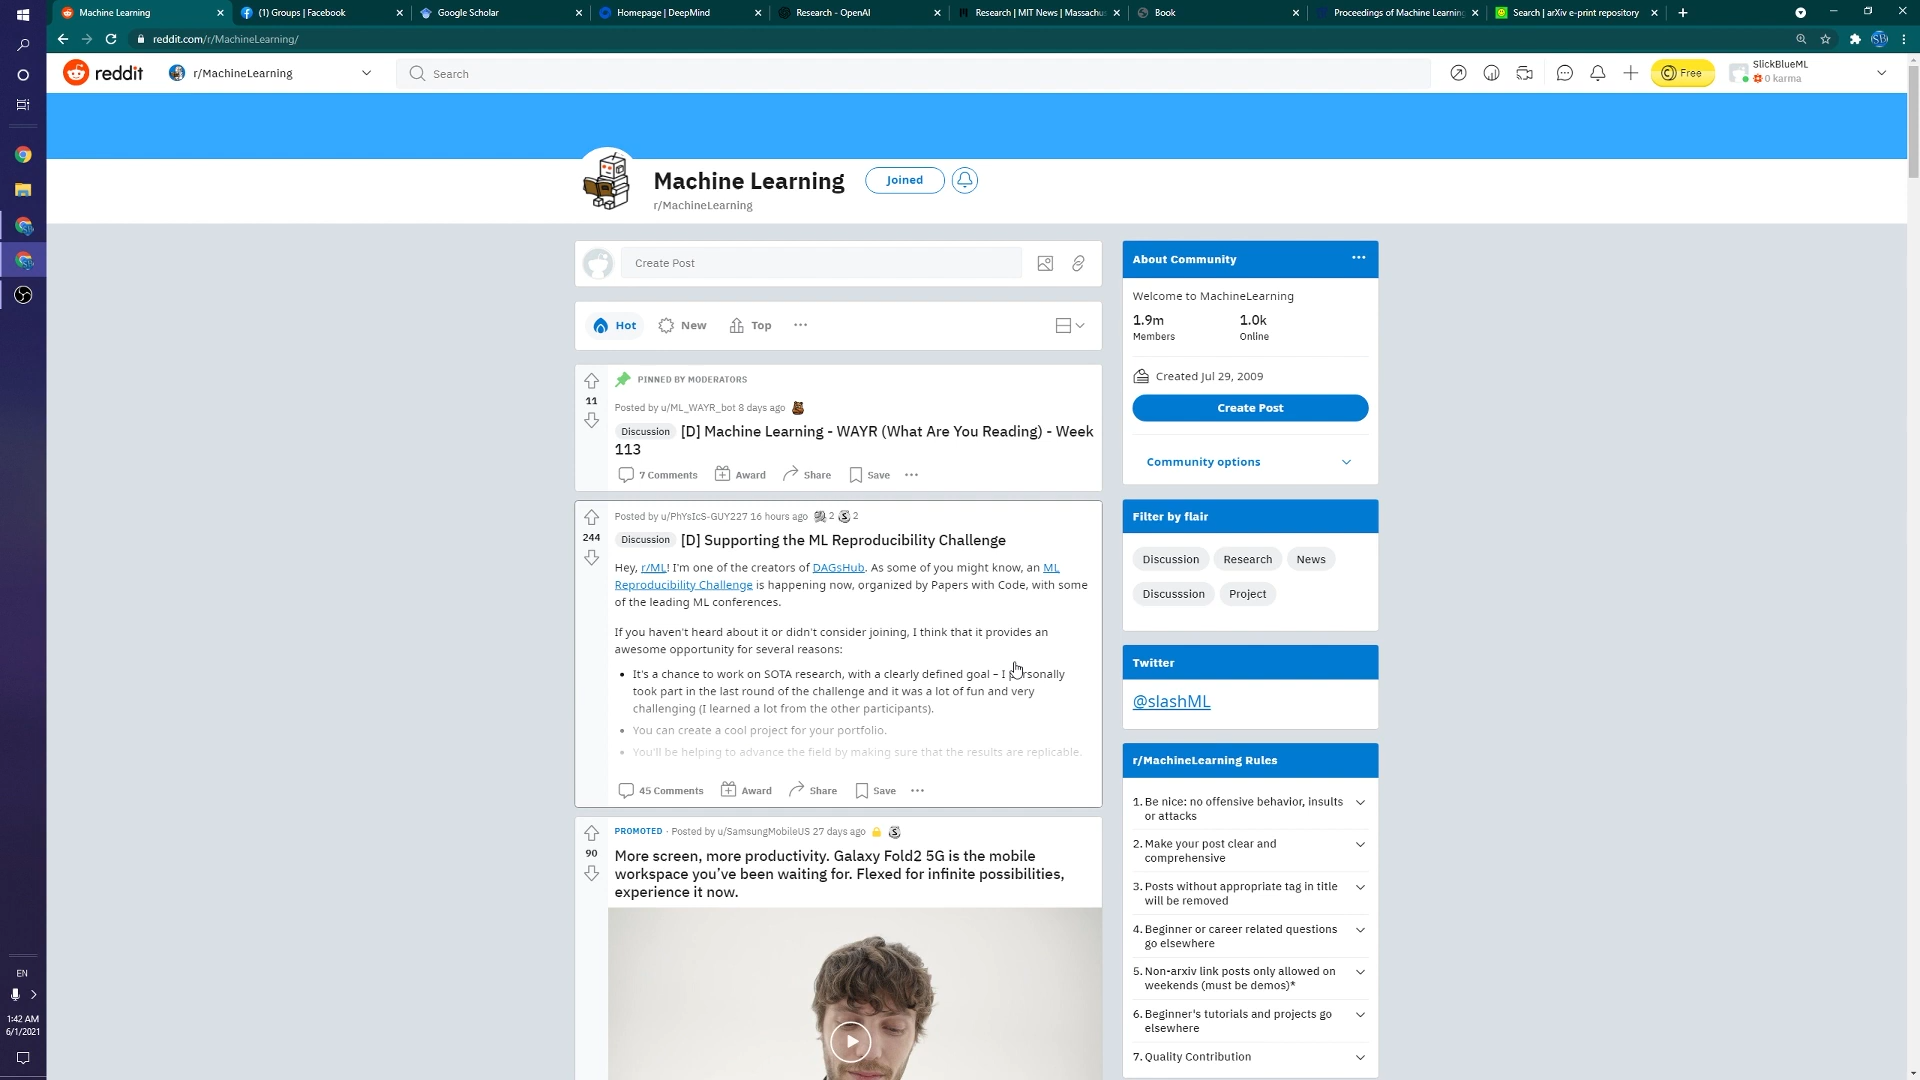 Machine Learning
(1) Groups | Facebook
Google Scholar
Homepage | DeepMind
Research - OpenAI
Research | MIT News | Massachus
Book
Proceedings of Machine Learning
Search | arXiv e-print repository
reddit.com/r/MachineLearning/
reddit
r/MachineLearning
Search
Free
SlickBlueML
0 karma
Machine Learning
Joined
r/MachineLearning
Create Post
Hot
New
Top
PINNED BY MODERATORS
11
Posted by u/ML_WAYR_bot 8 days ago
Discussion [D] Machine Learning - WAYR (What Are You Reading) - Week
113
7 Comments Award Share Save
Posted by u/PhYsIcS-GUY227 16 hours ago 2 2
244
Discussion [D] Supporting the ML Reproducibility Challenge
Hey, r/ML! I'm one of the creators of DAGsHub. As some of you might know, an ML
Reproducibility Challenge is happening now, organized by Papers with Code, with some
of the leading ML conferences.
If you haven't heard about it or didn't consider joining, I think that it provides an
awesome opportunity for several reasons:
• It's a chance to work on SOTA research, with a clearly defined goal – I personally
took part in the last round of the challenge and it was a lot of fun and very
challenging (I learned a lot from the other participants).
• You can create a cool project for your portfolio.
• You'll be helping to advance the field by making sure that the results are replicable.
45 Comments Award Share Save
PROMOTED · Posted by u/SamsungMobileUS 27 days ago
90
More screen, more productivity. Galaxy Fold2 5G is the mobile
workspace you've been waiting for. Flexed for infinite possibilities,
experience it now.
About Community
Welcome to MachineLearning
1.9m 1.0k
Members Online
Created Jul 29, 2009
Create Post
Community options
Filter by flair
Discussion Research News
Discusssion Project
Twitter
@slashML
r/MachineLearning Rules
1. Be nice: no offensive behavior, insults
or attacks
2. Make your post clear and
comprehensive
3. Posts without appropriate tag in title
will be removed
4. Beginner or career related questions
go elsewhere
5. Non-arxiv link posts only allowed on
weekends (must be demos)*
6. Beginner's tutorials and projects go
elsewhere
7. Quality Contribution
EN
1:42 AM
6/1/2021